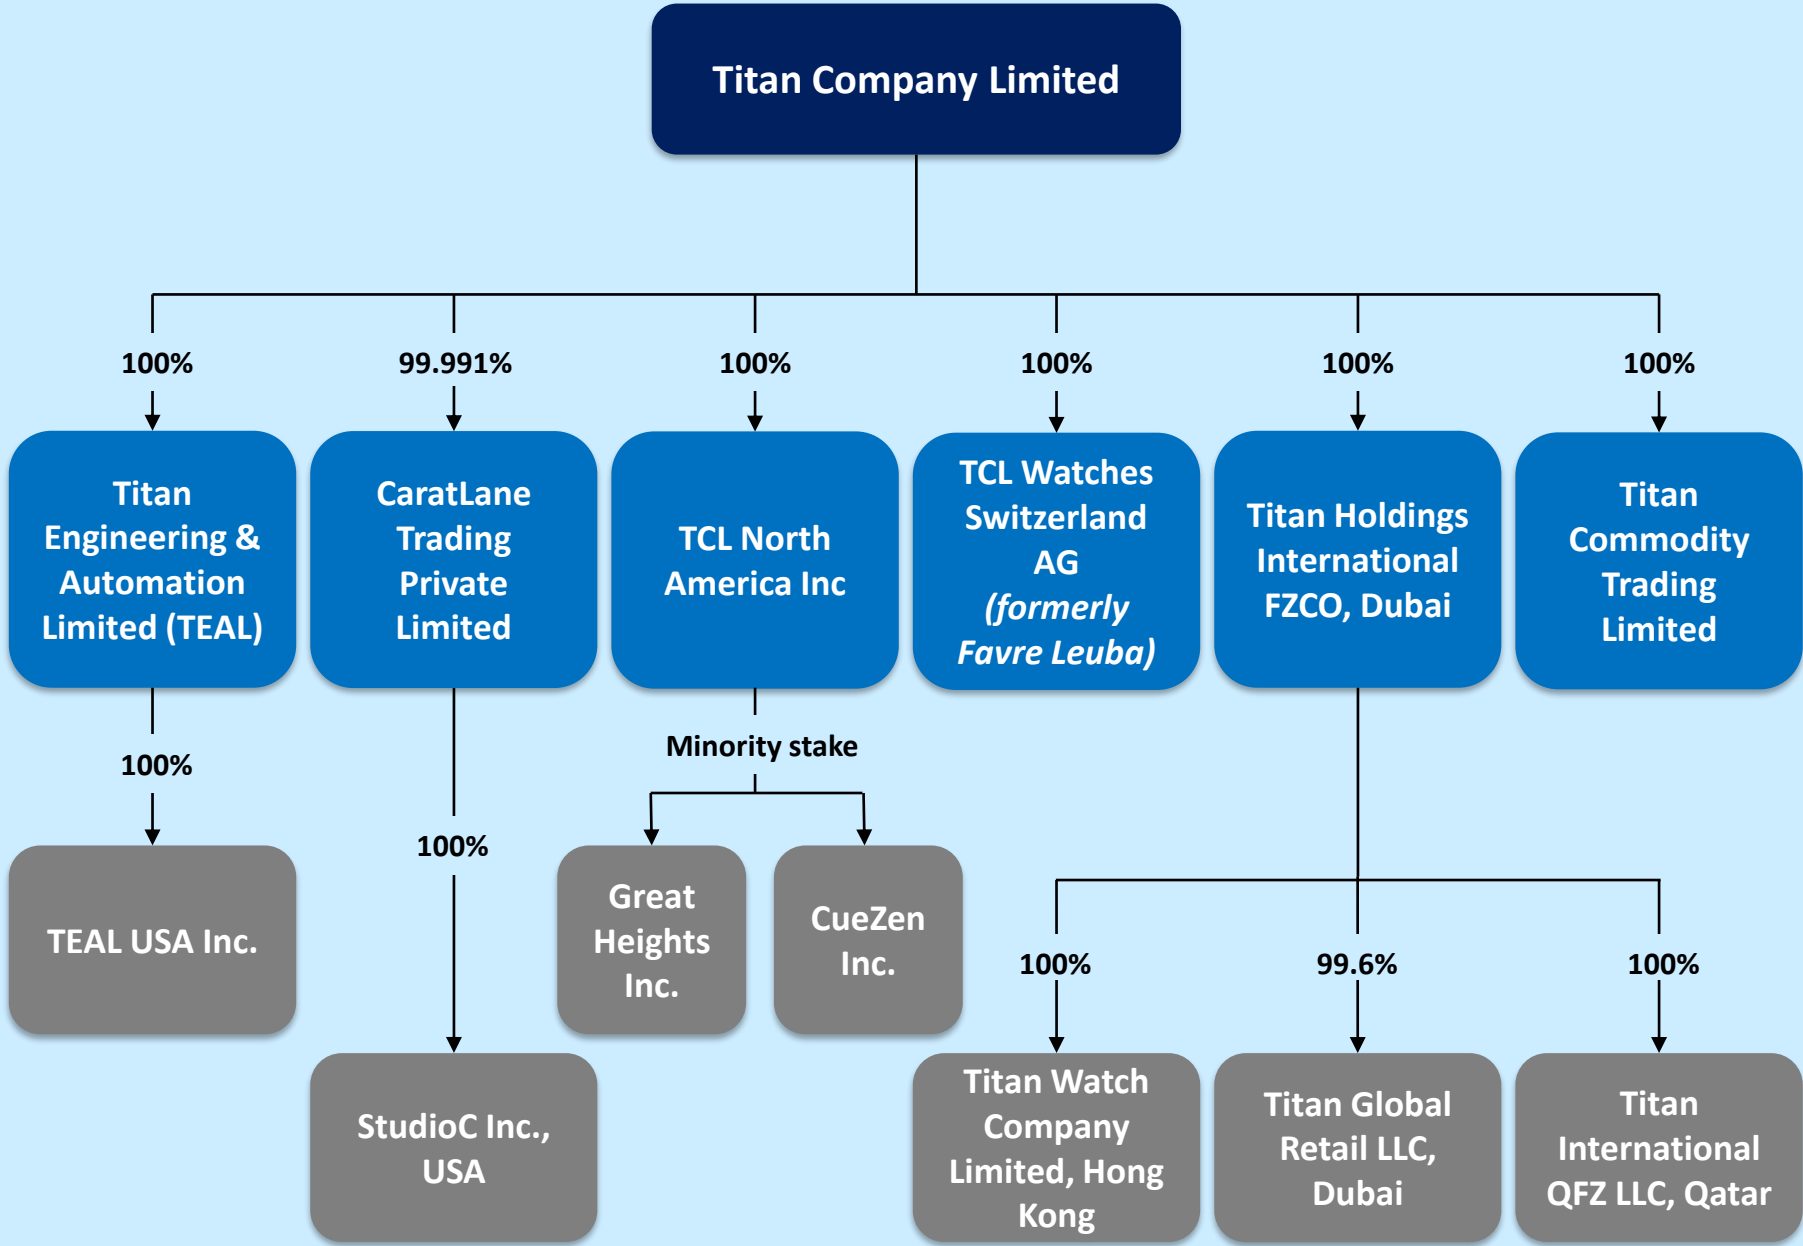 Titan Company Limited
100%
99.991%
100%
100%
100%
100%
Titan
Engineering &
Automation
Limited (TEAL)
CaratLane
Trading
Private
Limited
TCL North
America Inc
TCL Watches
Switzerland
AG
(formerly
Favre Leuba)
Titan Holdings
International
FZCO, Dubai
Titan
Commodity
Trading
Limited
100%
100%
Minority stake
TEAL USA Inc.
StudioC Inc.,
USA
Great
Heights
Inc.
CueZen
Inc.
100%
99.6%
100%
Titan Watch
Company
Limited, Hong
Kong
Titan Global
Retail LLC,
Dubai
Titan
International
QFZ LLC, Qatar